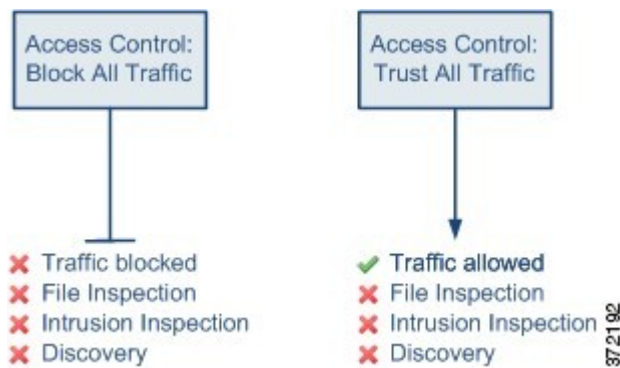 Access Control:
Block All Traffic
Traffic blocked
File Inspection
Intrusion Inspection
Discovery
Access Control:
Trust All Traffic
Traffic allowed
File Inspection
Intrusion Inspection
Discovery
372192